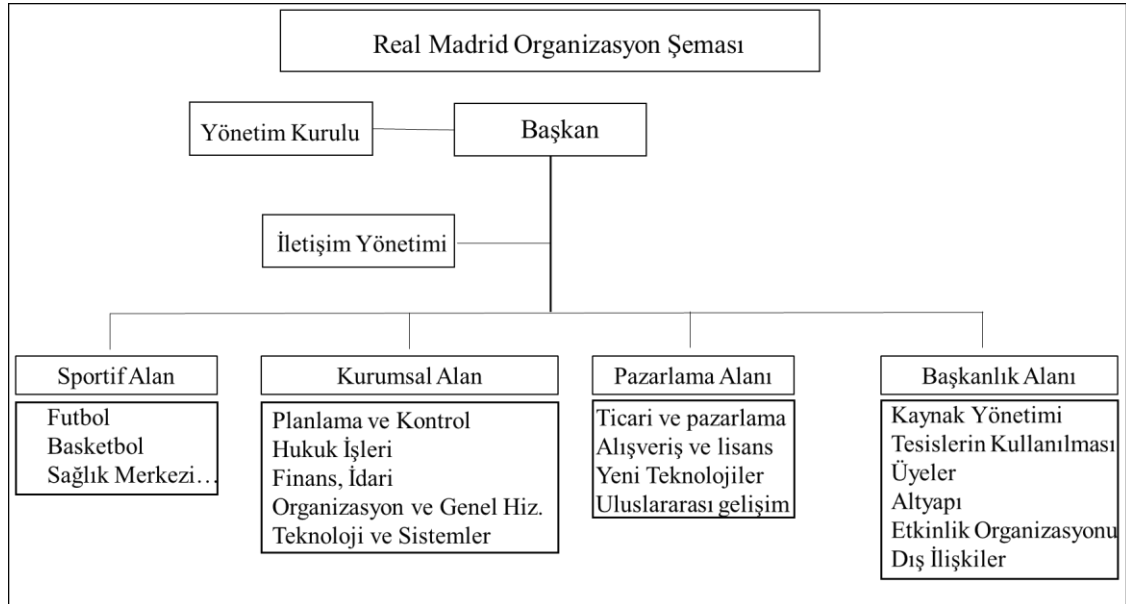 Real Madrid Organizasyon Şeması
Yönetim Kurulu
Başkan
İletişim Yönetimi
Sportif Alan
Futbol
Basketbol
Sağlık Merkezi…
Kurumsal Alan
Planlama ve Kontrol
Hukuk İşleri
Finans, İdari
Organizasyon ve Genel Hiz.
Teknoloji ve Sistemler
Pazarlama Alanı
Ticari ve pazarlama
Alışveriş ve lisans
Yeni Teknolojiler
Uluslararası gelişim
Başkanlık Alanı
Kaynak Yönetimi
Tesislerin Kullanılması
Üyeler
Altyapı
Etkinlik Organizasyonu
Dış İlişkiler